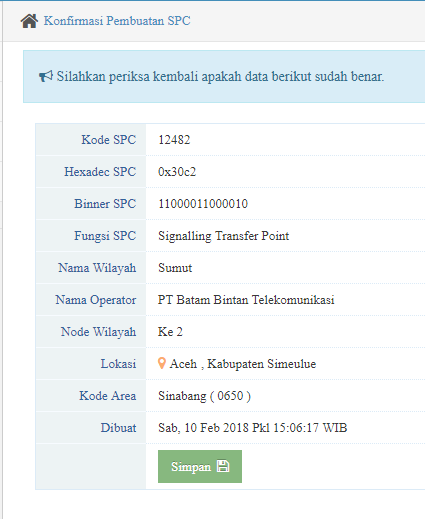 Konfirmasi Pembuatan SPC
Silahkan periksa kembali apakah data berikut sudah benar.
Kode SPC 12482
Hexadec SPC 0x30c2
Binner SPC 11000011000010
Fungsi SPC Signalling Transfer Point
Nama Wilayah Sumut
Nama Operator PT Batam Bintan Telekomunikasi
Node Wilayah Ke 2
Lokasi Aceh , Kabupaten Simeulue
Kode Area Sinabang ( 0650 )
Dibuat Sab, 10 Feb 2018 Pkl 15:06:17 WIB
Simpan